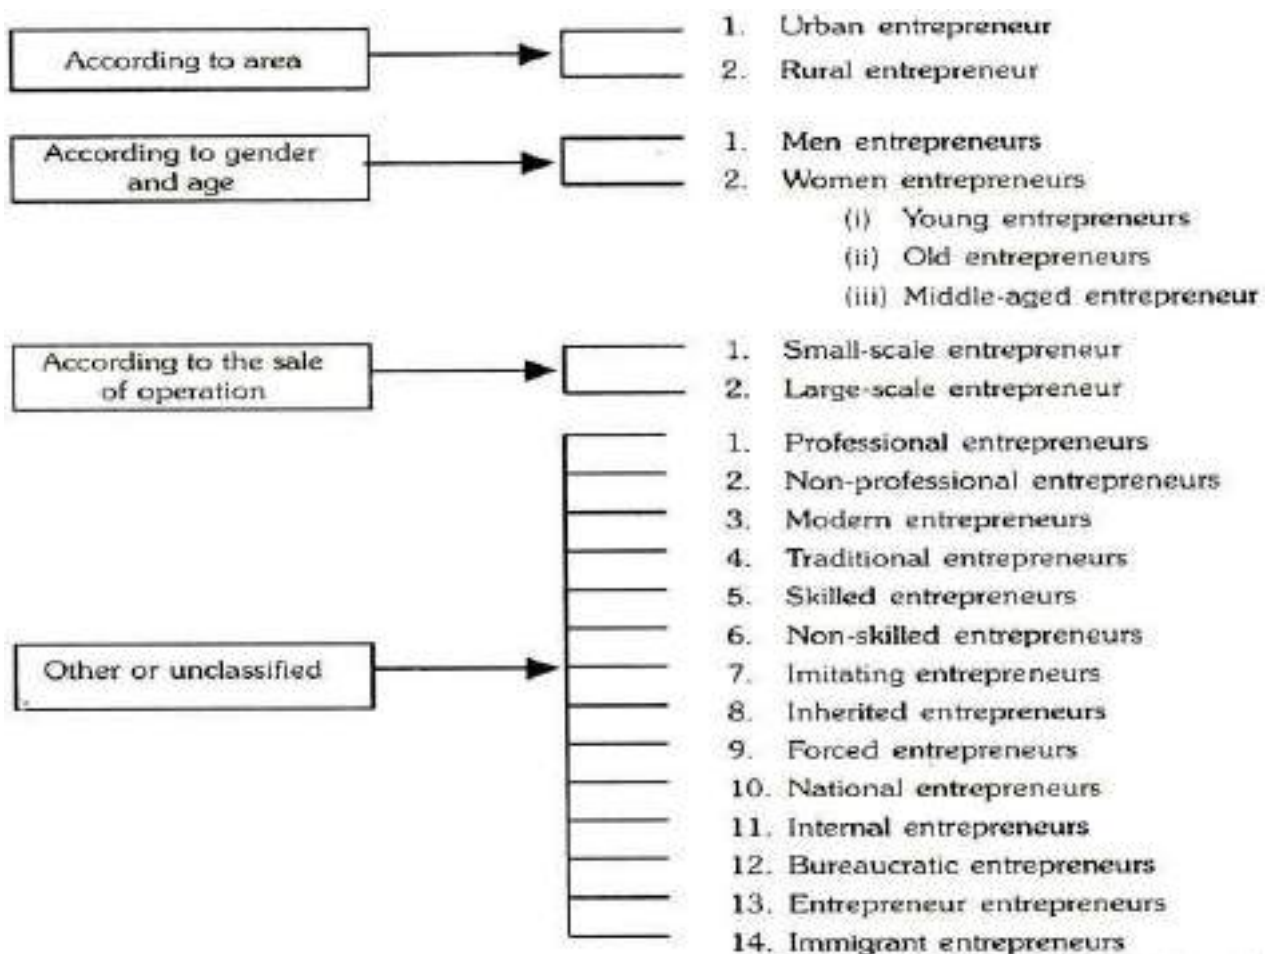 According to area
1. Urban entrepreneur
2. Rural entrepreneur
According to gender
and age
1. Men entrepreneurs
2. Women entrepreneurs
(i) Young entrepreneurs
(ii) Old entrepreneurs
(iii) Middle-aged entrepreneur
According to the sale
of operation
1. Small-scale entrepreneur
2. Large-scale entrepreneur
Other or unclassified
1. Professional entrepreneurs
2. Non-professional entrepreneurs
3. Modern entrepreneurs
4. Traditional entrepreneurs
5. Skilled entrepreneurs
6. Non-skilled entrepreneurs
7. Imitating entrepreneurs
8. Inherited entrepreneurs
9. Forced entrepreneurs
10. National entrepreneurs
11. Internal entrepreneurs
12. Bureaucratic entrepreneurs
13. Entrepreneur entrepreneurs
14. Immigrant entrepreneurs